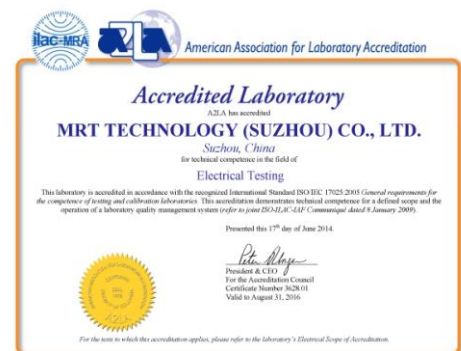 ilac-MRA
A2LA
American Association for Laboratory Accreditation
Accredited Laboratory
A2LA has accredited
MRT TECHNOLOGY (SUZHOU) CO., LTD.
Suzhou, China
for technical competence in the field of
Electrical Testing
This laboratory is accredited in accordance with the recognized International Standard ISO/IEC 17025:2005 General requirements for
the competence of testing and calibration laboratories. This accreditation demonstrates technical competence for a defined scope and the
operation of a laboratory quality management system (refer to joint ISO-ILAC-IAF Communiqué dated 8 January 2009).
Presented this 17th day of June 2014.
President & CEO
For the Accreditation Council
Certificate Number 3628.01
Valid to August 31, 2016
A2LA
For the tests to which this accreditation applies, please refer to the laboratory's Electrical Scope of Accreditation.